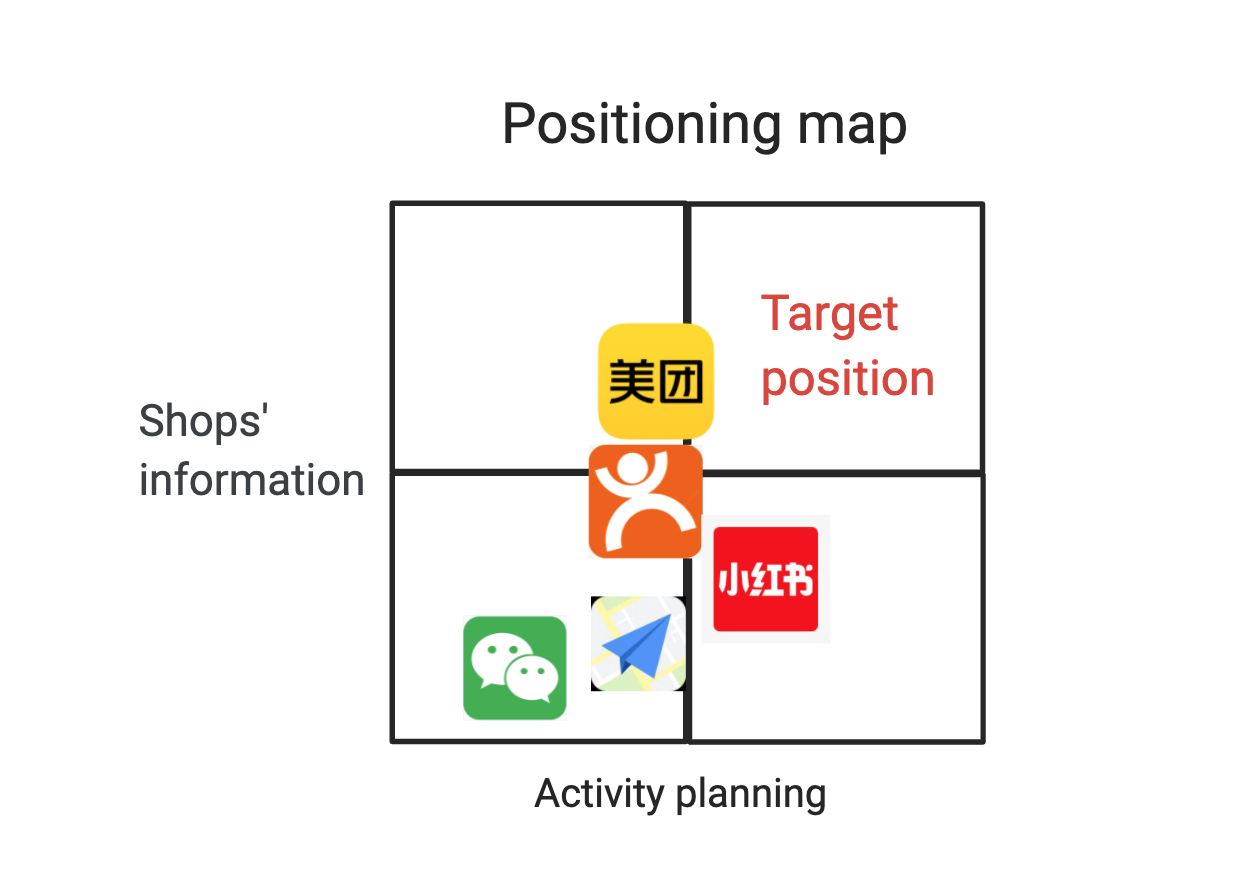 Positioning map
Target
position
美团
Shops'
information
小红书
Activity planning